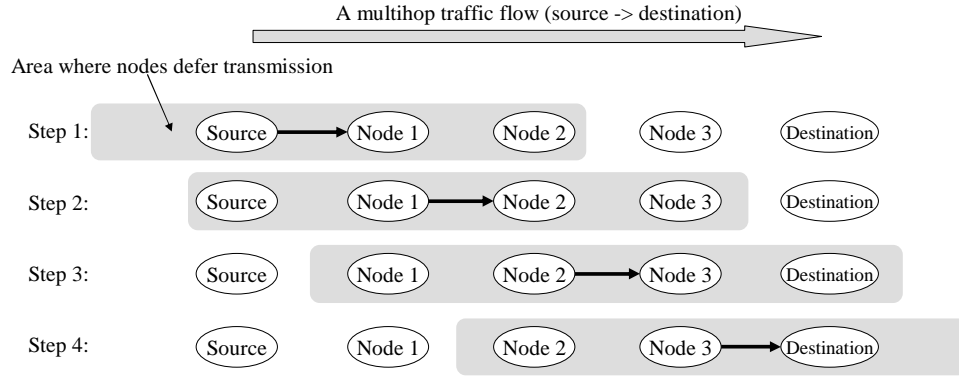 A multihop traffic flow (source -> destination)
Area where nodes defer transmission
Step 1: Source Node 1 Node 2 Node 3 Destination
Step 2: Source Node 1 Node 2 Node 3 Destination
Step 3: Source Node 1 Node 2 Node 3 Destination
Step 4: Source Node 1 Node 2 Node 3 Destination